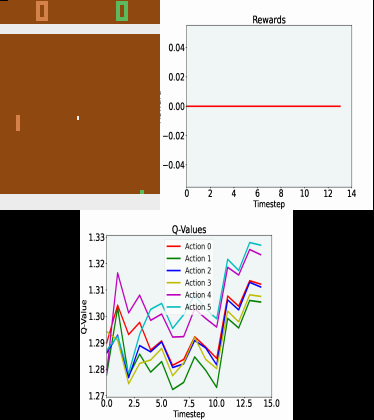 0 0
Rewards
0.04
0.02
0.00
−0.02
−0.04
0 2 4 6 8 10 12 14
Timestep
Q-Values
1.33
1.32
1.31
1.30
1.29
1.28
1.27
Q-Value
Action 0
Action 1
Action 2
Action 3
Action 4
Action 5
0.0 2.5 5.0 7.5 10.0 12.5 15.0
Timestep